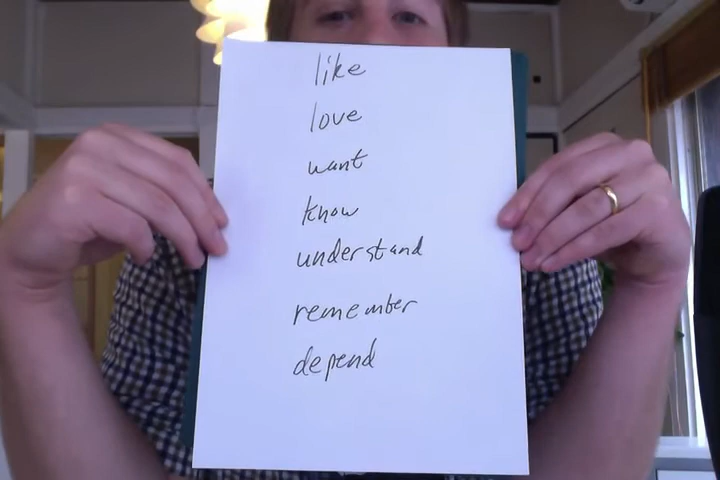 like
love
want
know
understand
remember
depend